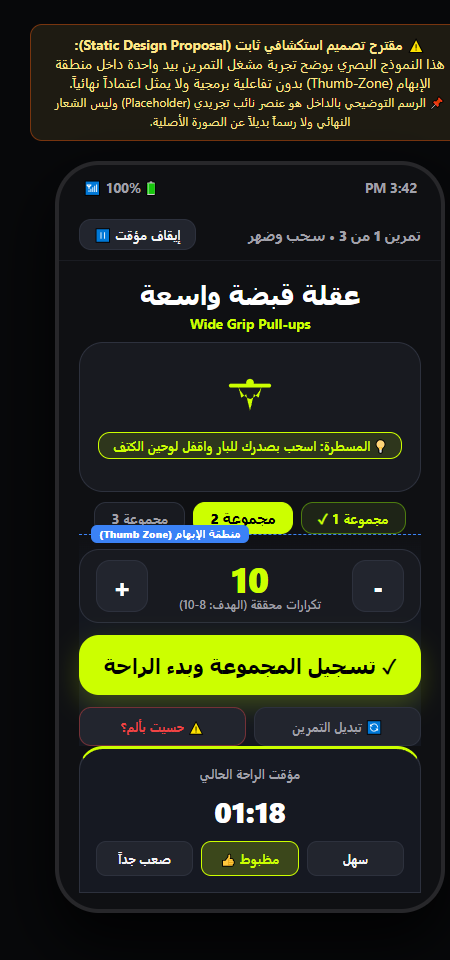 ⚠️ مقترح تصميم استكشافي ثابت (Static Design Proposal):
هذا النموذج البصري يوضح تجربة مشغل التمرين بيد واحدة داخل منطقة
الإبهام (Thumb-Zone) بدون تفاعلية برمجية ولا يمثل اعتماداً نهائياً.
📌 الرسم التوضيحي بالداخل هو عنصر نائب تجريدي (Placeholder) وليس الشعار
النهائي ولا رسماً بديلاً عن الصورة الأصلية.
PM 3:42
📶 100% 🔋
تمرين 1 من 3 • سحب وضهر
إيقاف مؤقت ⏸
عقلة قبضة واسعة
Wide Grip Pull-ups
💡 المسطرة: اسحب بصدرك للبار واقفل لوحين الكتف
مجموعة 1 ✓
مجموعة 2
مجموعة 3
منطقة الإبهام (Thumb Zone)
-
10
+
تكرارات محققة (الهدف: 8-10)
✓ تسجيل المجموعة وبدء الراحة
🔄 تبديل التمرين
⚠️ حسيت بألم؟
مؤقت الراحة الحالي
01:18
سهل
مظبوط 👍
صعب جداً